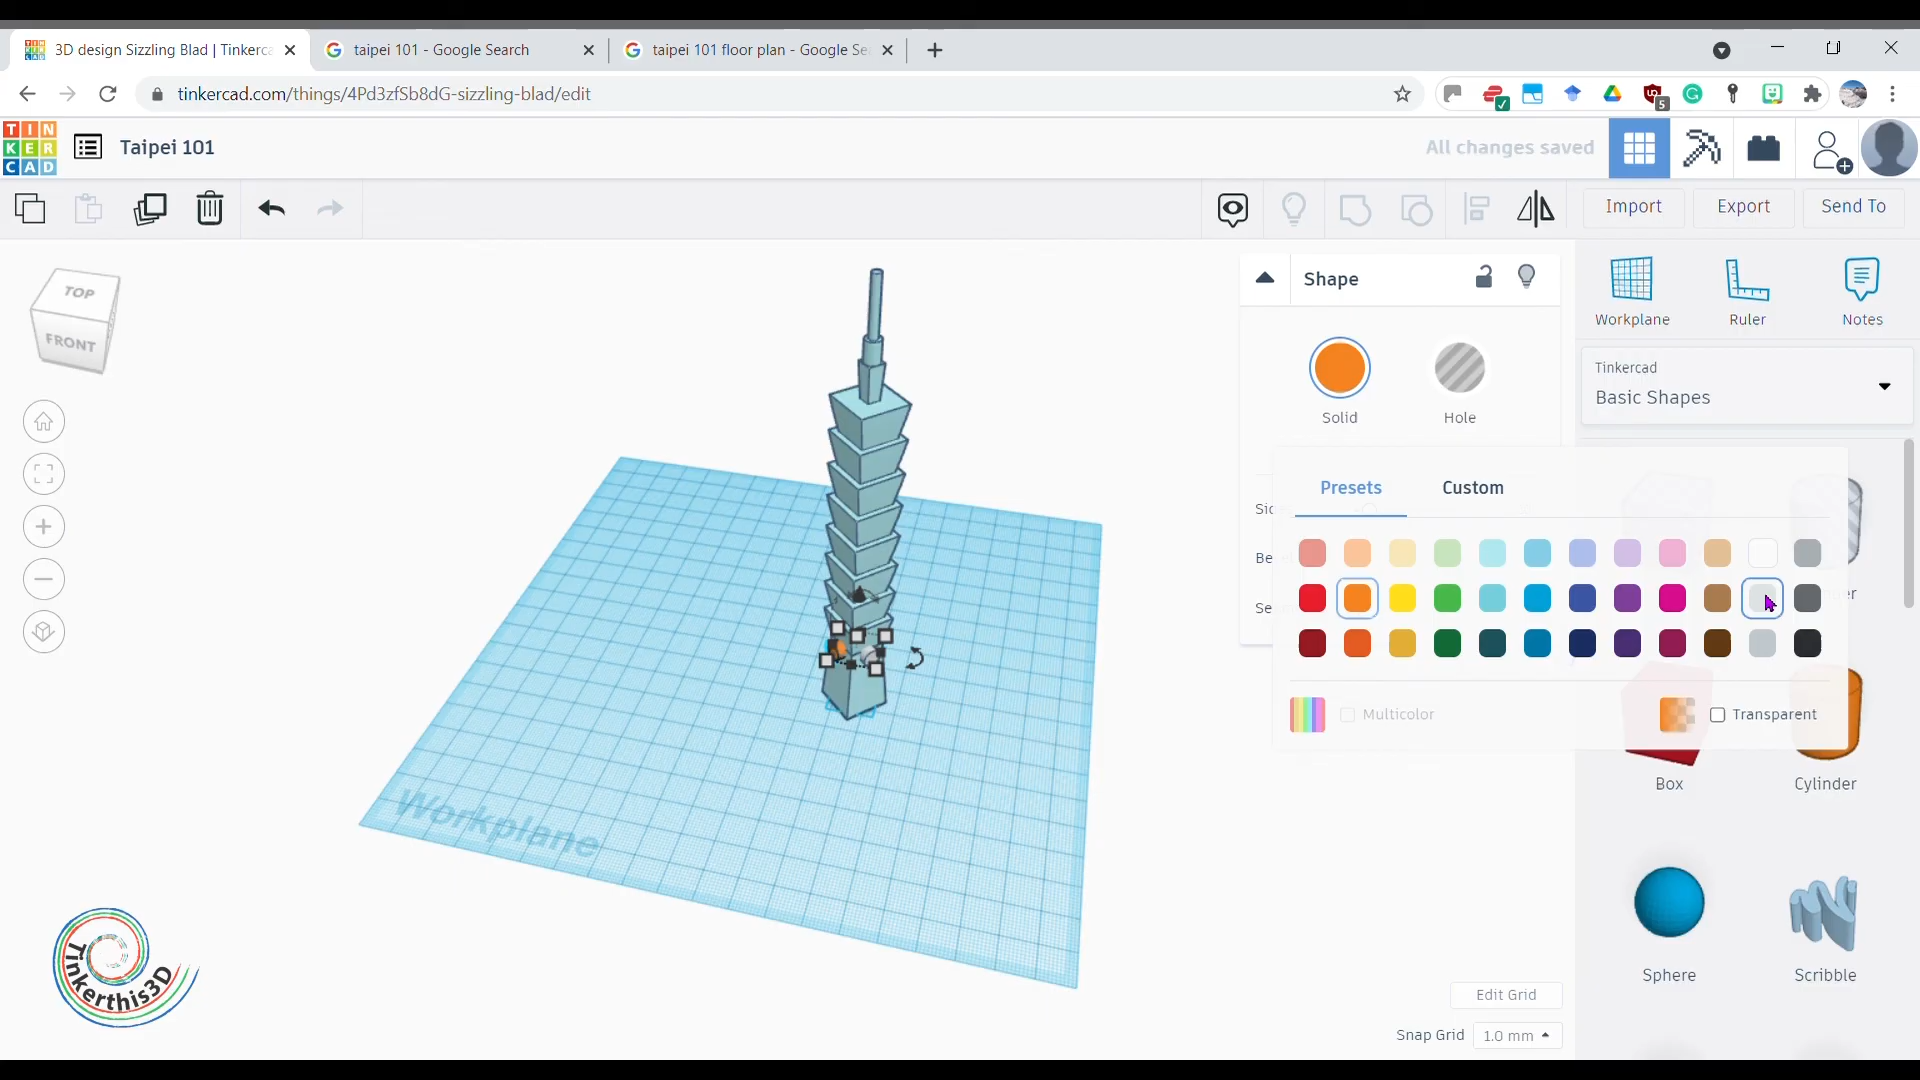 3D design Sizzling Blad | Tinkerca
taipei 101 - Google Search
taipei 101 floor plan - Google Se
tinkercad.com/things/4Pd3zfSb8dG-sizzling-blad/edit
5
TIN
KER
CAD
Taipei 101
All changes saved
Import
Export
Send To
TOP
FRONT
Shape
Solid
Hole
Workplane
Ruler
Notes
Tinkercad
Basic Shapes
Presets
Custom
Multicolor
Transparent
Box
Cylinder
Sphere
Scribble
Workplane
Tinkerthis3D
Edit Grid
Snap Grid
1.0 mm